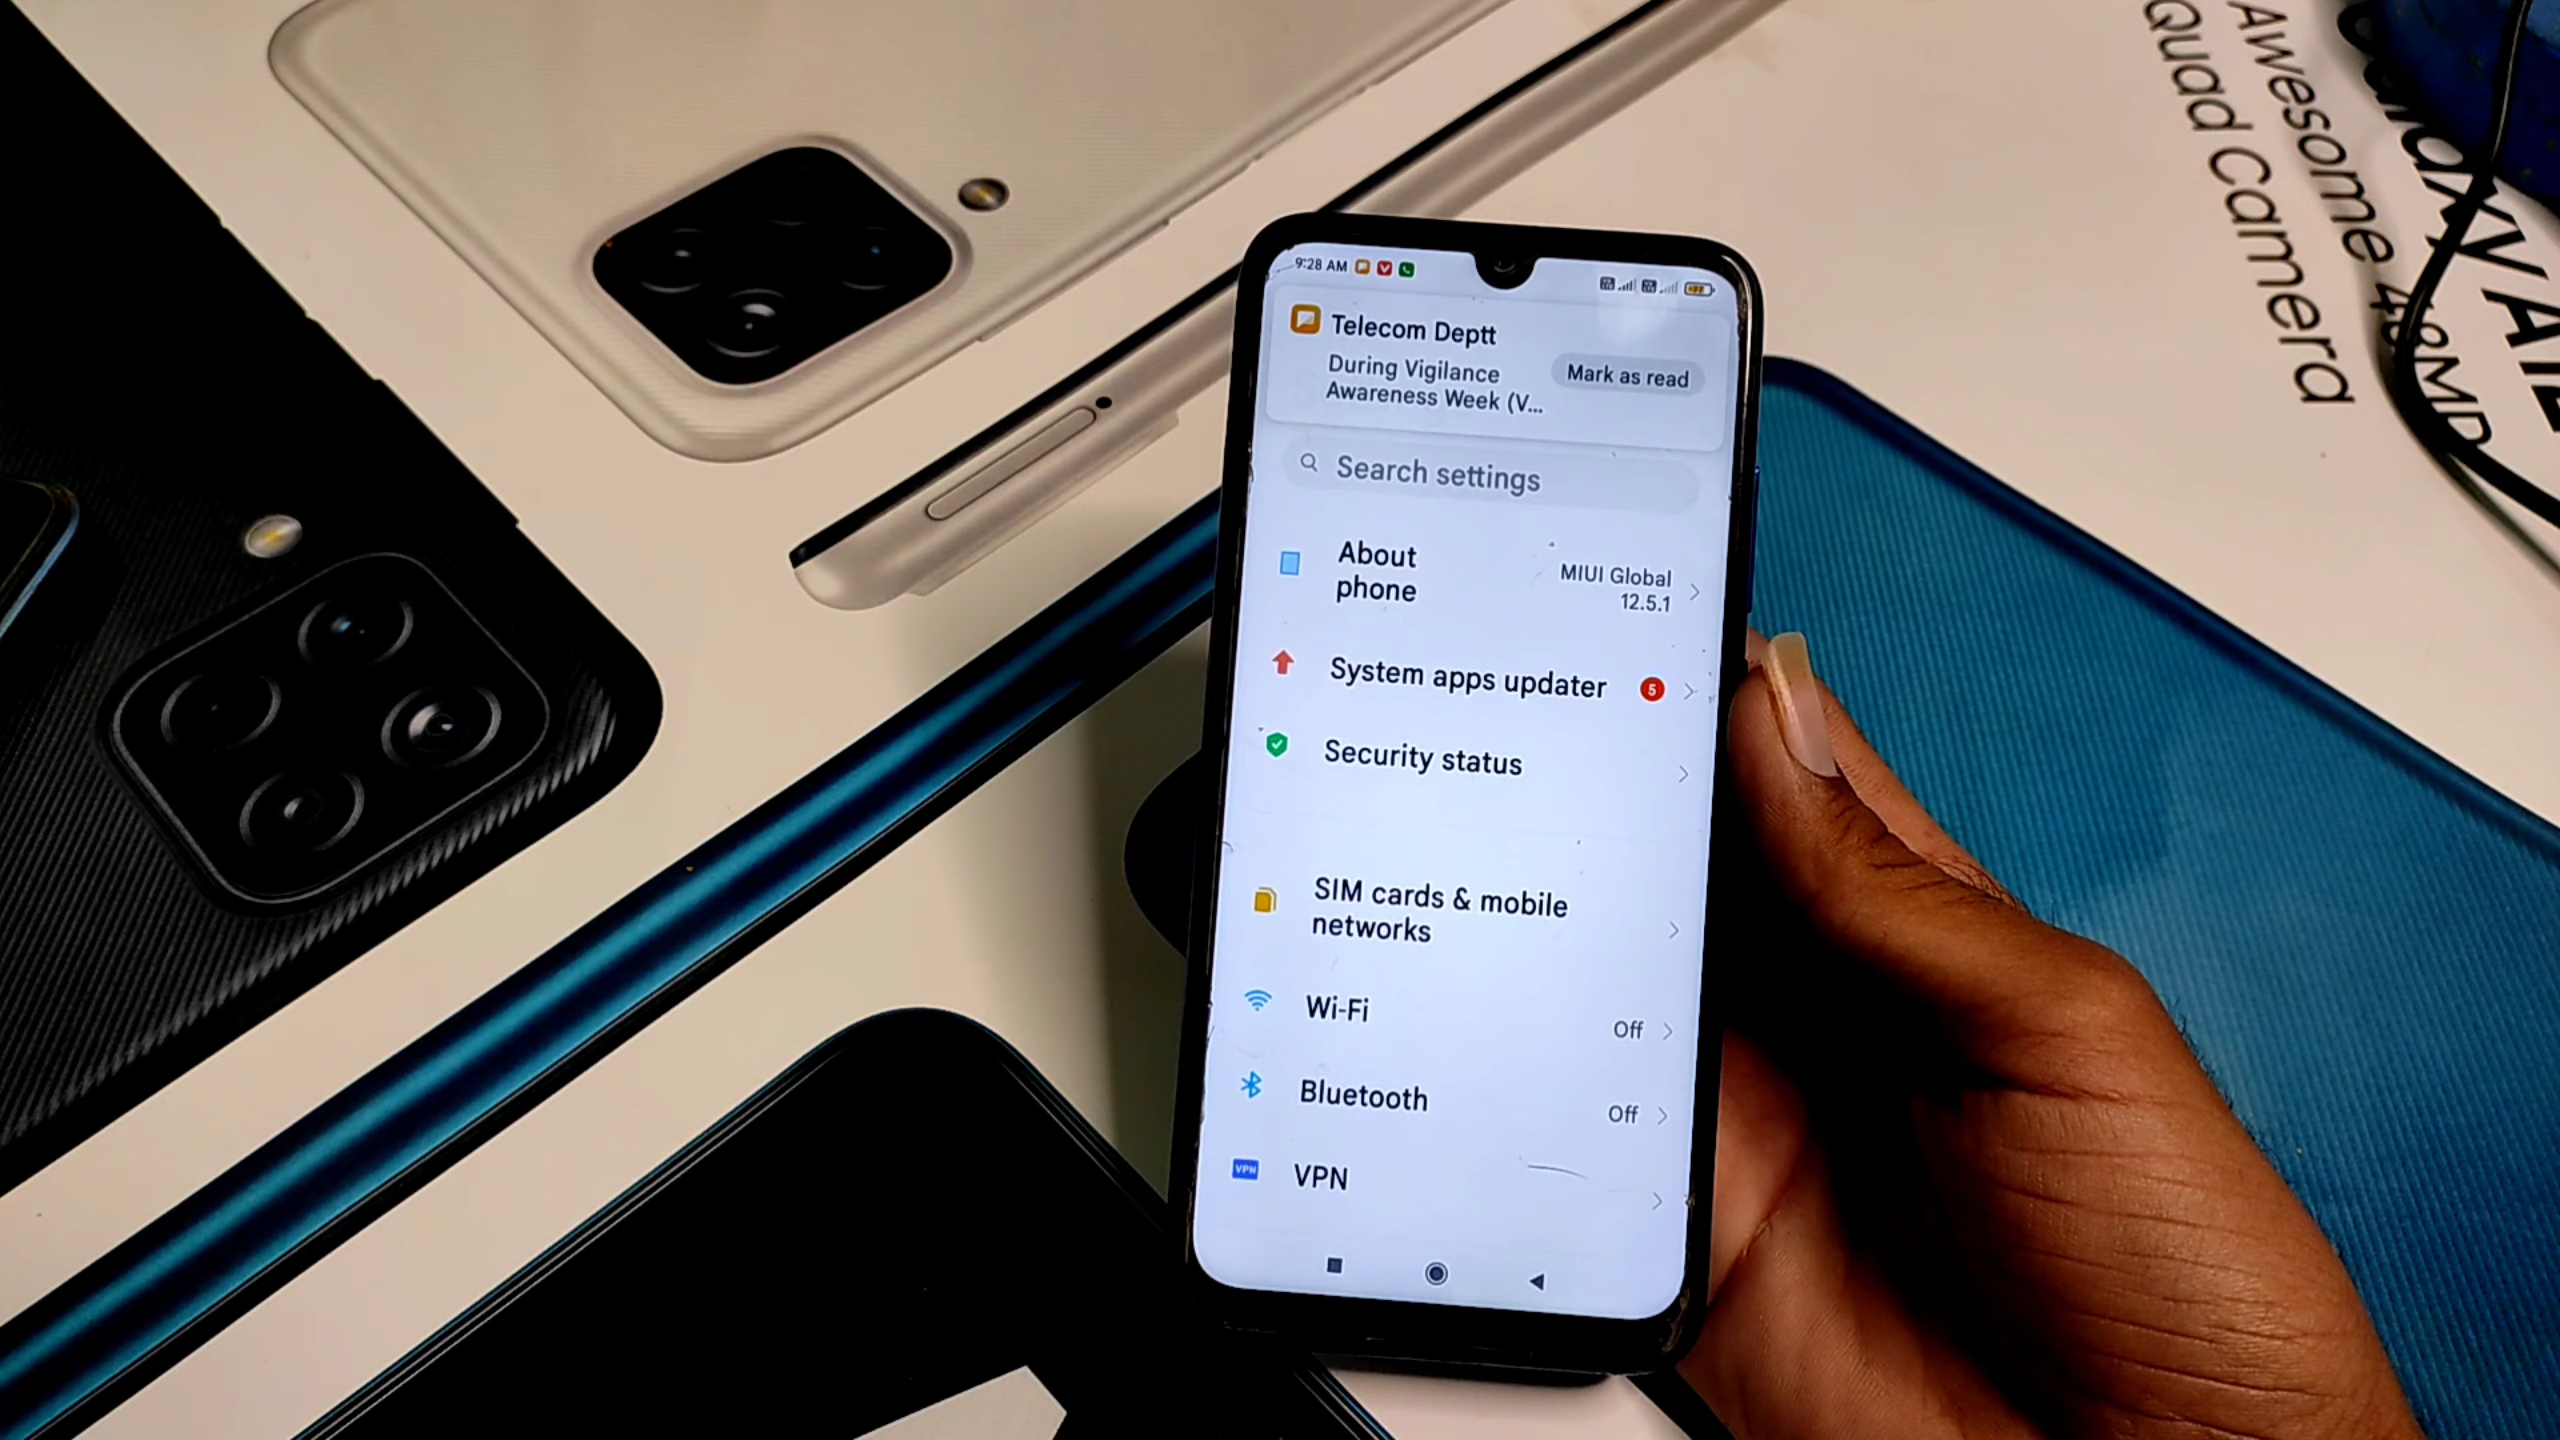 9:28 AM
Telecom Deptt
During Vigilance
Awareness Week (V...
Mark as read
Search settings
About
phone
MIUI Global
12.5.1
System apps updater
5
Security status
SIM cards & mobile
networks
Wi-Fi
Off
Bluetooth
Off
VPN
VPN
Awesome 48MP
Quad Camera